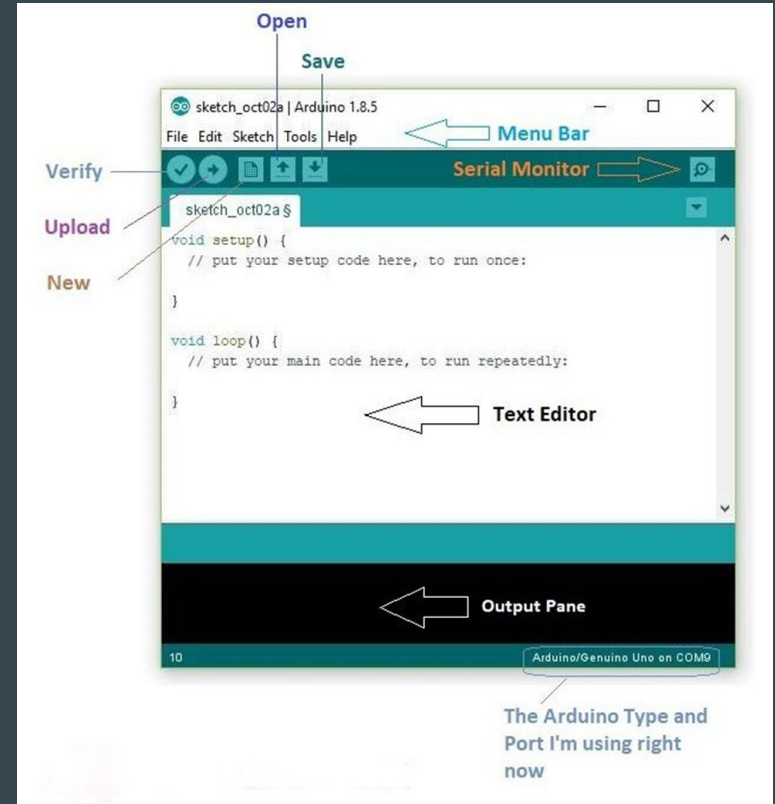 Open
Save
sketch_oct02a | Arduino 1.8.5
File Edit Sketch Tools Help
Menu Bar
Verify
Serial Monitor
sketch_oct02a §
Upload
void setup() {
// put your setup code here, to run once:
New
}
void loop() {
// put your main code here, to run repeatedly:
}
Text Editor
Output Pane
10
Arduino/Genuino Uno on COM9
The Arduino Type and
Port I'm using right
now